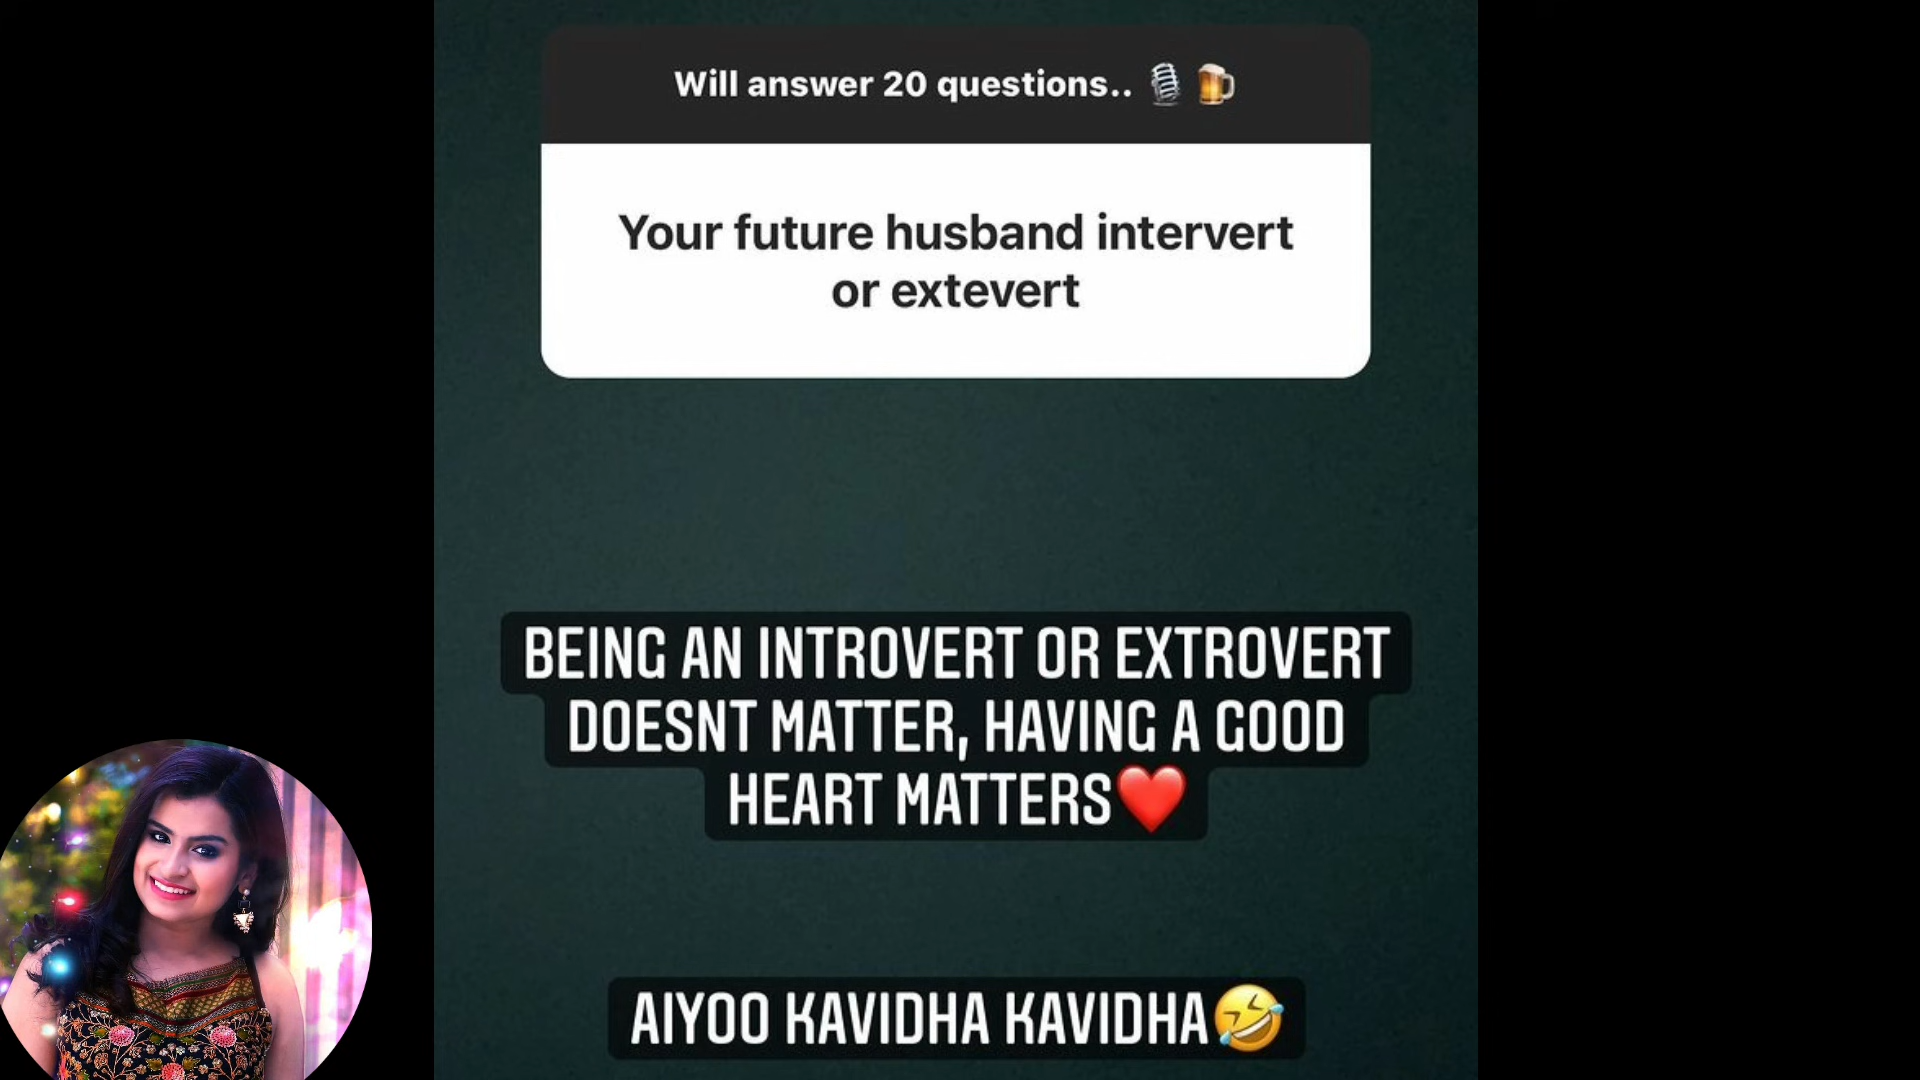 Will answer 20 questions.. 🎙️ 🍺
Your future husband intervert
or extevert
BEING AN INTROVERT OR EXTROVERT
DOESNT MATTER, HAVING A GOOD
HEART MATTERS❤️
AIYOO KAVIDHA KAVIDHA🤣